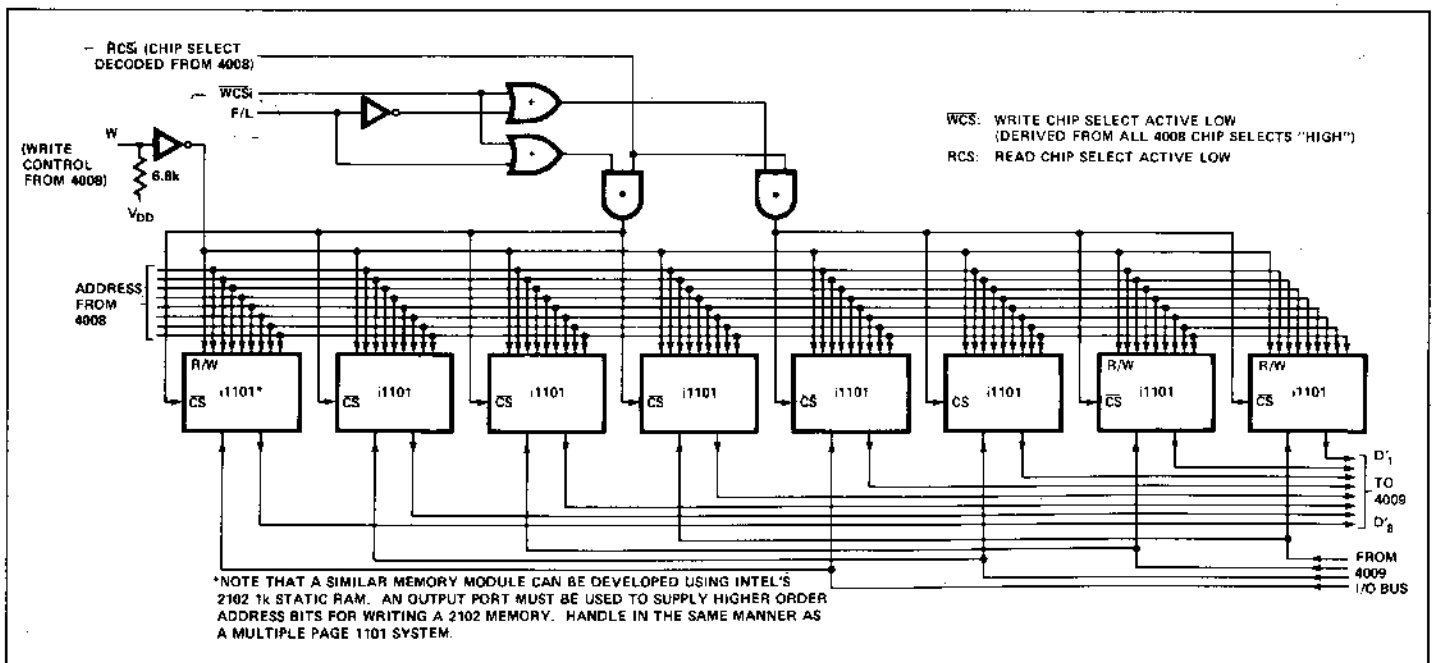 – RCSi (CHIP SELECT
DECODED FROM 4008)
– WCSi
F/L
W
(WRITE
CONTROL
FROM 4008)
6.8k
VDD
WCS: WRITE CHIP SELECT ACTIVE LOW
(DERIVED FROM ALL 4008 CHIP SELECTS "HIGH")
RCS: READ CHIP SELECT ACTIVE LOW
+
+
•
•
ADDRESS
FROM
4008
R/W
R/W
R/W
i1101*
i1101
i1101
i1101
i1101
i1101
i1101
i1101
CS
CS
CS
CS
CS
CS
CS
CS
D'1
TO
4009
D'8
FROM
4009
I/O BUS
*NOTE THAT A SIMILAR MEMORY MODULE CAN BE DEVELOPED USING INTEL'S
2102 1k STATIC RAM. AN OUTPUT PORT MUST BE USED TO SUPPLY HIGHER ORDER
ADDRESS BITS FOR WRITING A 2102 MEMORY. HANDLE IN THE SAME MANNER AS
A MULTIPLE PAGE 1101 SYSTEM.